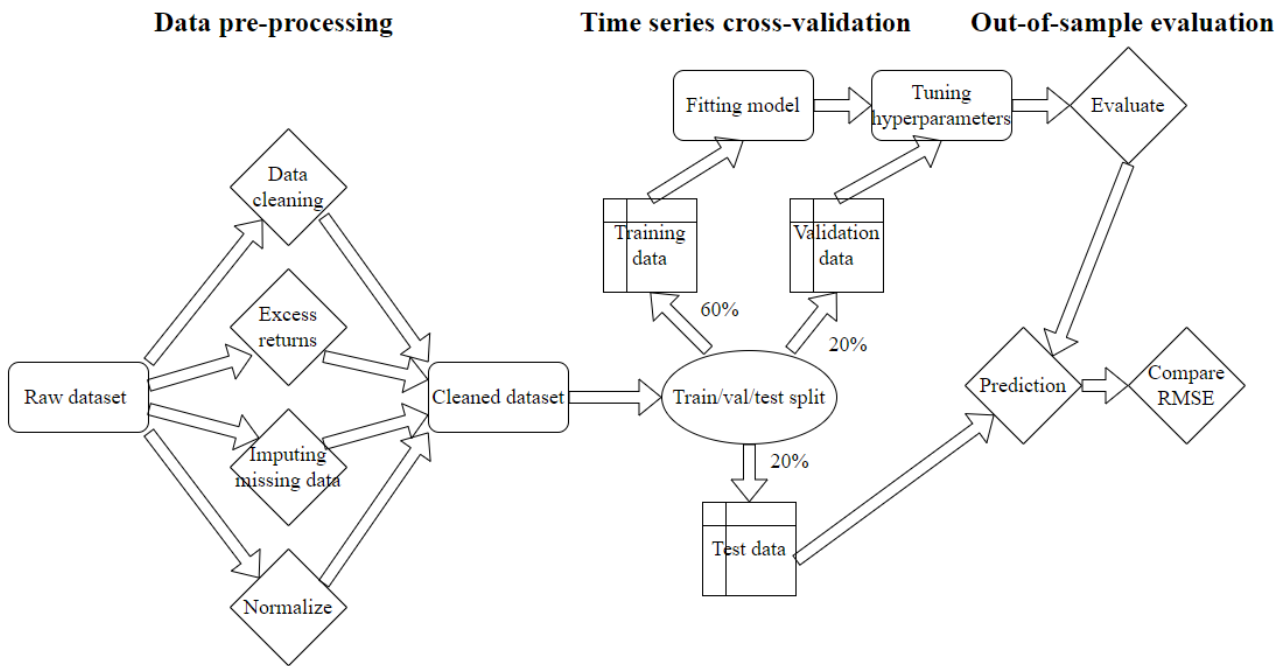 Data pre-processing
Time series cross-validation
Out-of-sample evaluation
Fitting model
Tuning
hyperparameters
Evaluate
Data
cleaning
Training
data
Validation
data
Excess
returns
60%
20%
Raw dataset
Cleaned dataset
Train/val/test split
Prediction
Compare
RMSE
Imputing
missing data
20%
Test data
Normalize